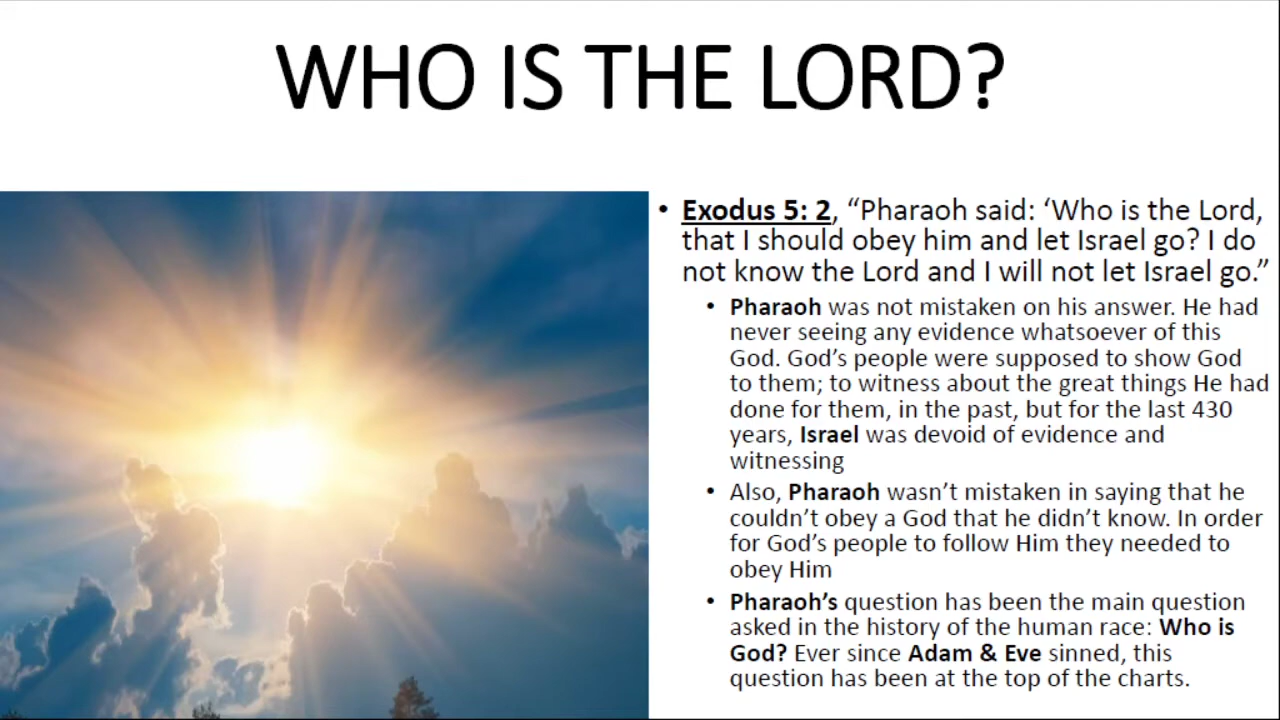 WHO IS THE LORD?
• Exodus 5: 2, “Pharaoh said: ‘Who is the Lord,
that I should obey him and let Israel go? I do
not know the Lord and I will not let Israel go.”
• Pharaoh was not mistaken on his answer. He had
never seeing any evidence whatsoever of this
God. God’s people were supposed to show God
to them; to witness about the great things He had
done for them, in the past, but for the last 430
years, Israel was devoid of evidence and
witnessing
• Also, Pharaoh wasn’t mistaken in saying that he
couldn’t obey a God that he didn’t know. In order
for God’s people to follow Him they needed to
obey Him
• Pharaoh’s question has been the main question
asked in the history of the human race: Who is
God? Ever since Adam & Eve sinned, this
question has been at the top of the charts.